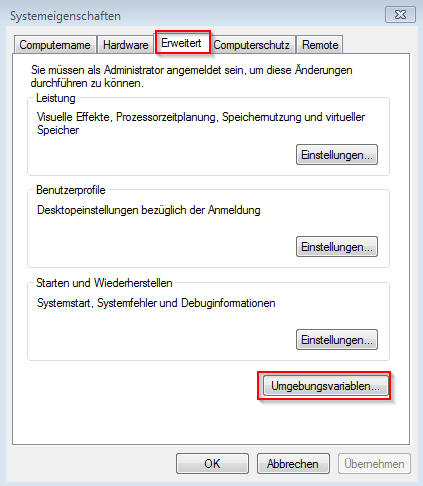 Systemeigenschaften
Computername Hardware Erweitert Computerschutz Remote
Sie müssen als Administrator angemeldet sein, um diese Änderungen
durchführen zu können.
Leistung
Visuelle Effekte, Prozessorzeitplanung, Speichernutzung und virtueller
Speicher
Einstellungen...
Benutzerprofile
Desktopeinstellungen bezüglich der Anmeldung
Einstellungen...
Starten und Wiederherstellen
Systemstart, Systemfehler und Debuginformationen
Einstellungen...
Umgebungsvariablen...
OK Abbrechen Übernehmen